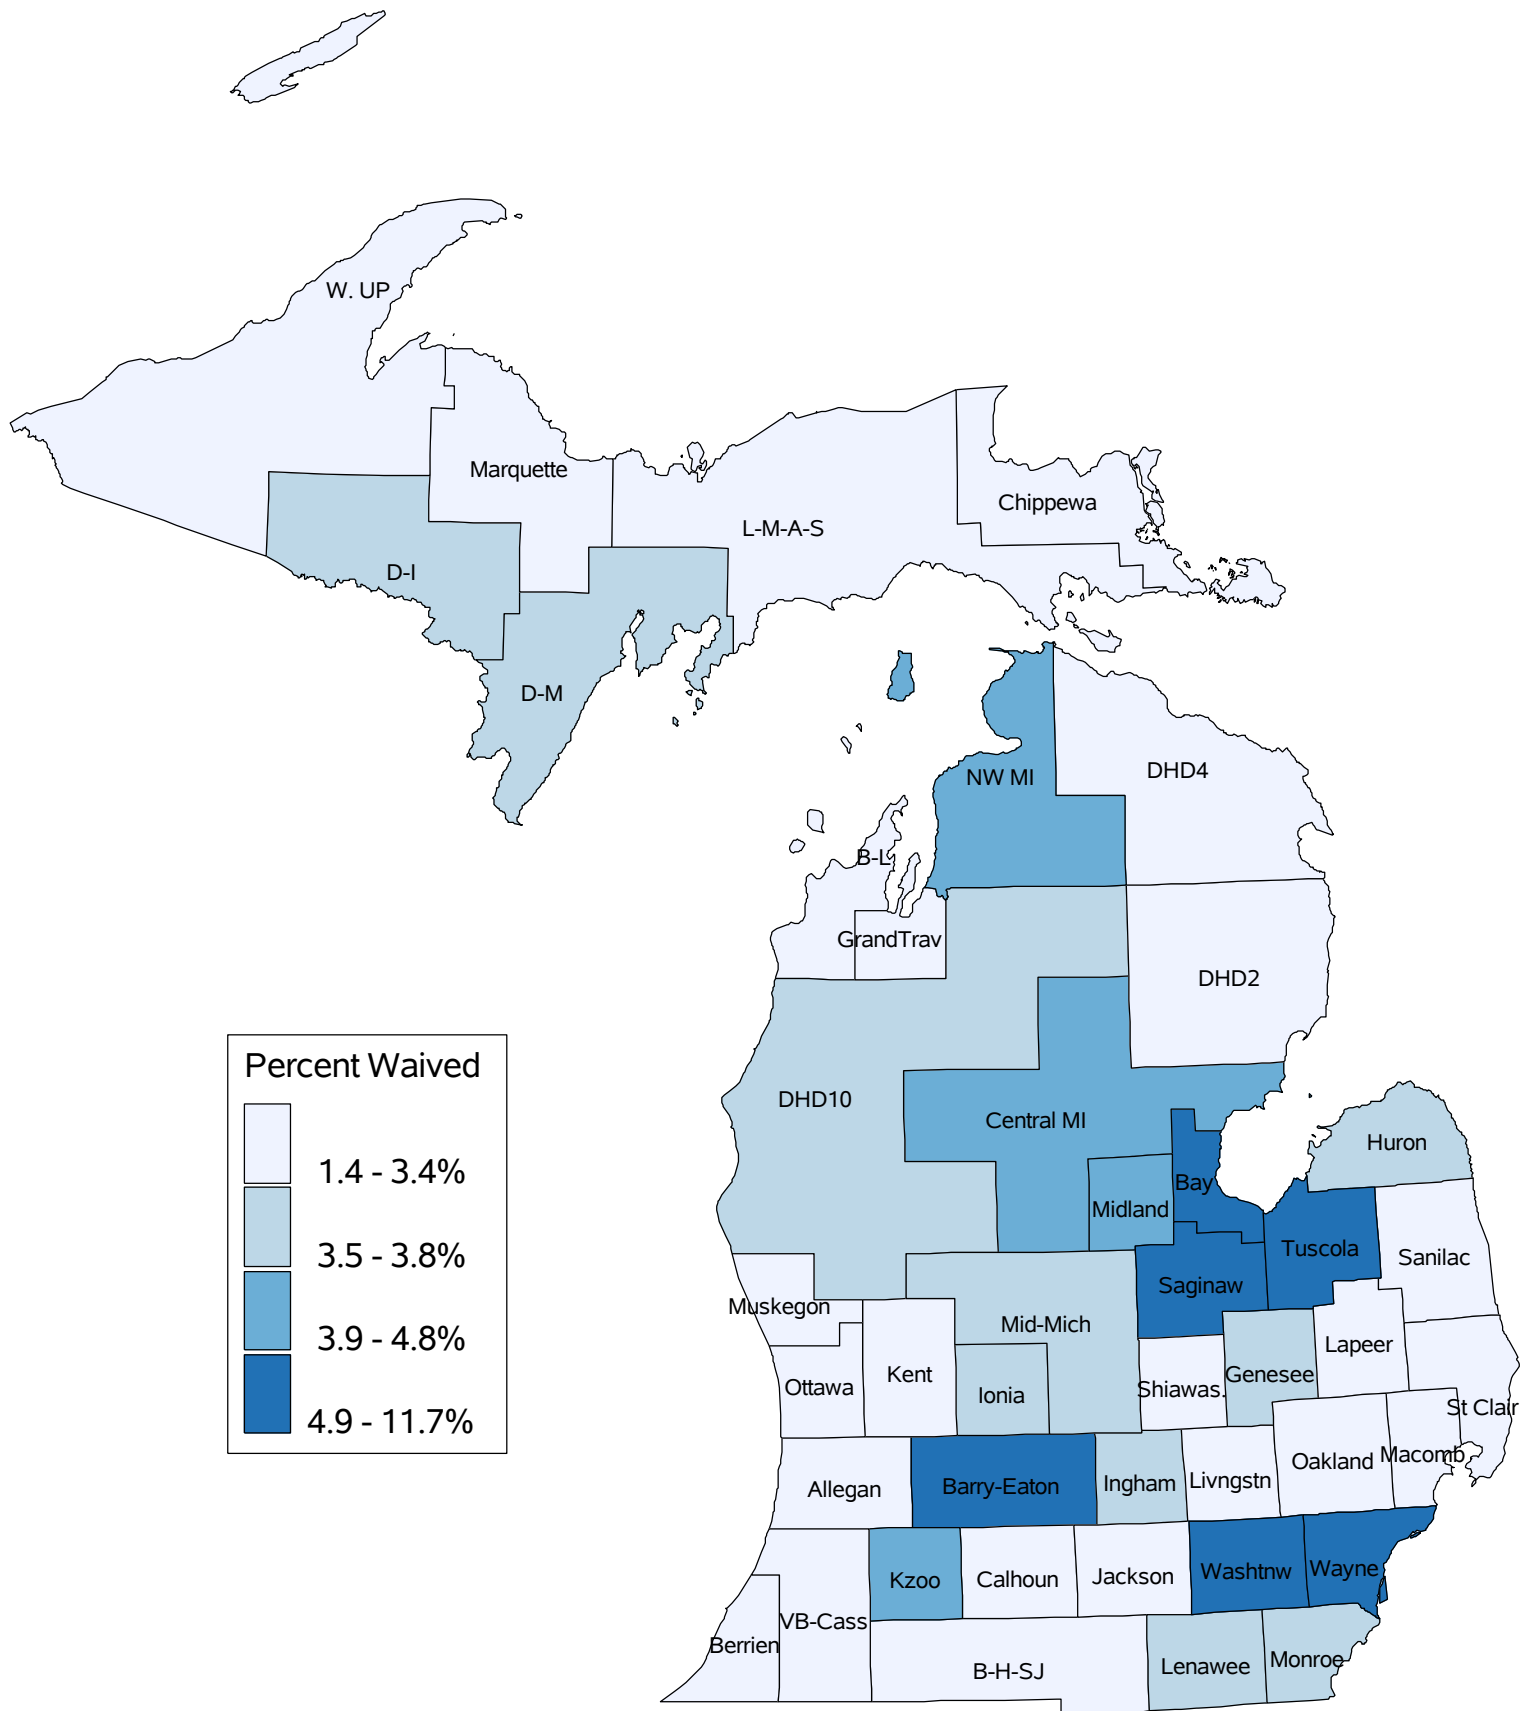 W. UP
Marquette
Chippewa
L-M-A-S
D-I
D-M
DHD4
NW MI
B-L
GrandTrav
DHD2
Percent Waived
1.4 - 3.4%
3.5 - 3.8%
3.9 - 4.8%
4.9 - 11.7%
DHD10
Central MI
Huron
Bay
Midland
Tuscola
Sanilac
Saginaw
Muskegon
Mid-Mich
Lapeer
Kent
Genesee
Ottawa
Shiawas.
Ionia
St Clair
Macomb
Oakland
Livngstn
Ingham
Barry-Eaton
Allegan
Wayne
Washtnw
Jackson
Calhoun
Kzoo
VB-Cass
Berrien
Monroe
Lenawee
B-H-SJ